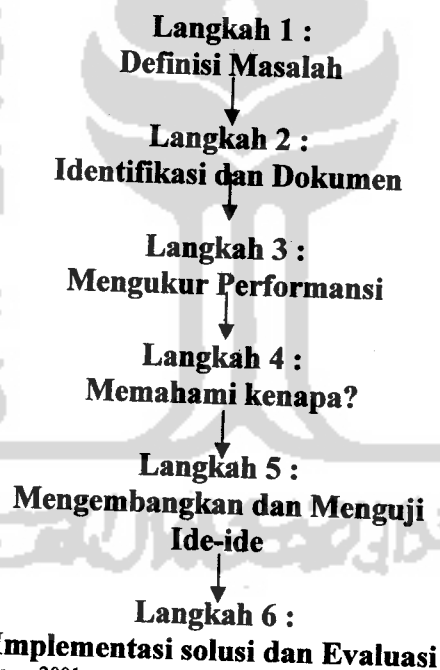 Langkah 1 :
Definisi Masalah
Langkah 2 :
Identifikasi dan Dokumen
Langkah 3 :
Mengukur Performansi
Langkah 4 :
Memahami kenapa?
Langkah 5 :
Mengembangkan dan Menguji
Ide-ide
Langkah 6 :
Implementasi solusi dan Evaluasi